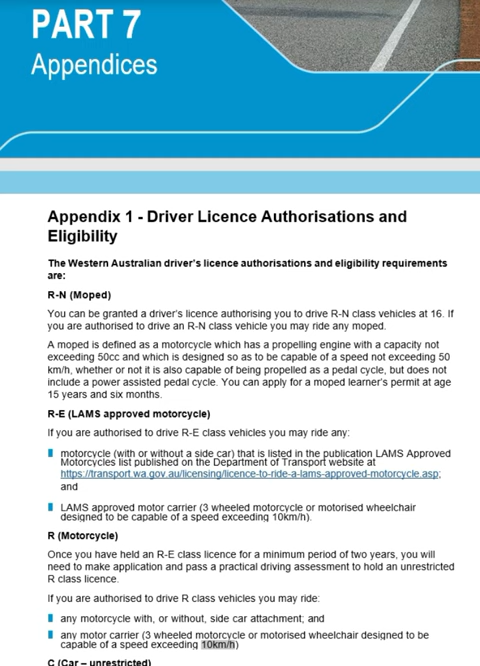 PART 7
Appendices
Appendix 1 - Driver Licence Authorisations and
Eligibility
The Western Australian driver's licence authorisations and eligibility requirements
are:
R-N (Moped)
You can be granted a driver's licence authorising you to drive R-N class vehicles at 16. If
you are authorised to drive an R-N class vehicle you may ride any moped.
A moped is defined as a motorcycle which has a propelling engine with a capacity not
exceeding 50cc and which is designed so as to be capable of a speed not exceeding 50
km/h, whether or not it is also capable of being propelled as a pedal cycle, but does not
include a power assisted pedal cycle. You can apply for a moped learner's permit at age
15 years and six months.
R-E (LAMS approved motorcycle)
If you are authorised to drive R-E class vehicles you may ride any:
motorcycle (with or without a side car) that is listed in the publication LAMS Approved
Motorcycles list published on the Department of Transport website at
https://transport.wa.gov.au/licensing/licence-to-ride-a-lams-approved-motorcycle.asp;
and
LAMS approved motor carrier (3 wheeled motorcycle or motorised wheelchair
designed to be capable of a speed exceeding 10km/h).
R (Motorcycle)
Once you have held an R-E class licence for a minimum period of two years, you will
need to make application and pass a practical driving assessment to hold an unrestricted
R class licence.
If you are authorised to drive R class vehicles you may ride:
any motorcycle with, or without, side car attachment; and
any motor carrier (3 wheeled motorcycle or motorised wheelchair designed to be
capable of a speed exceeding 10km/h)
C (Car – unrestricted)